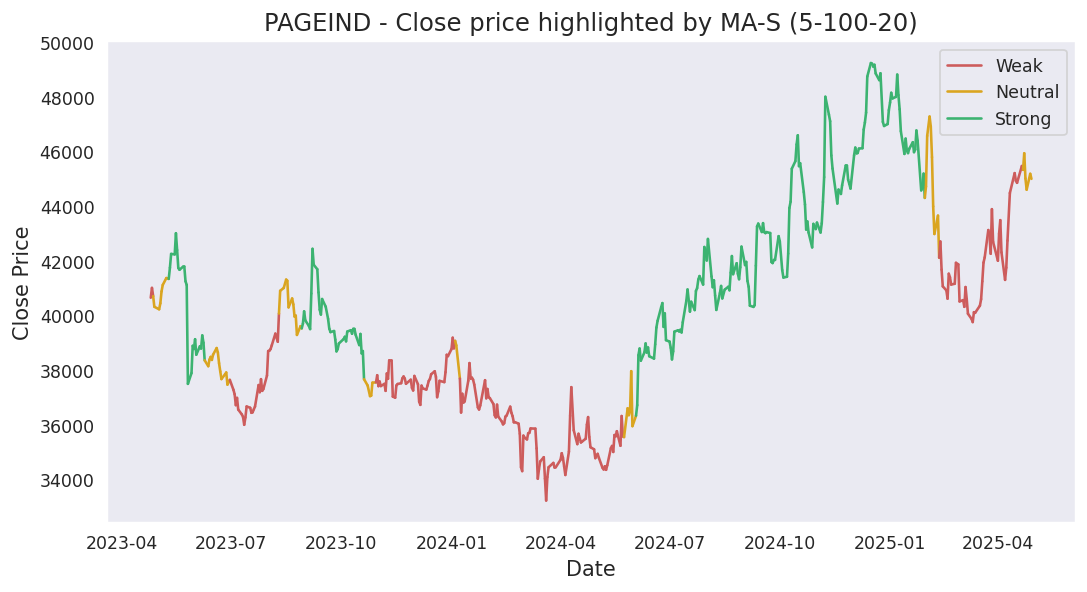 PAGEIND - Close price highlighted by MA-S (5-100-20)
50000
48000
46000
44000
42000
40000
38000
36000
34000
Close Price
Weak
Neutral
Strong
2023-04 2023-07 2023-10 2024-01 2024-04 2024-07 2024-10 2025-01 2025-04
Date